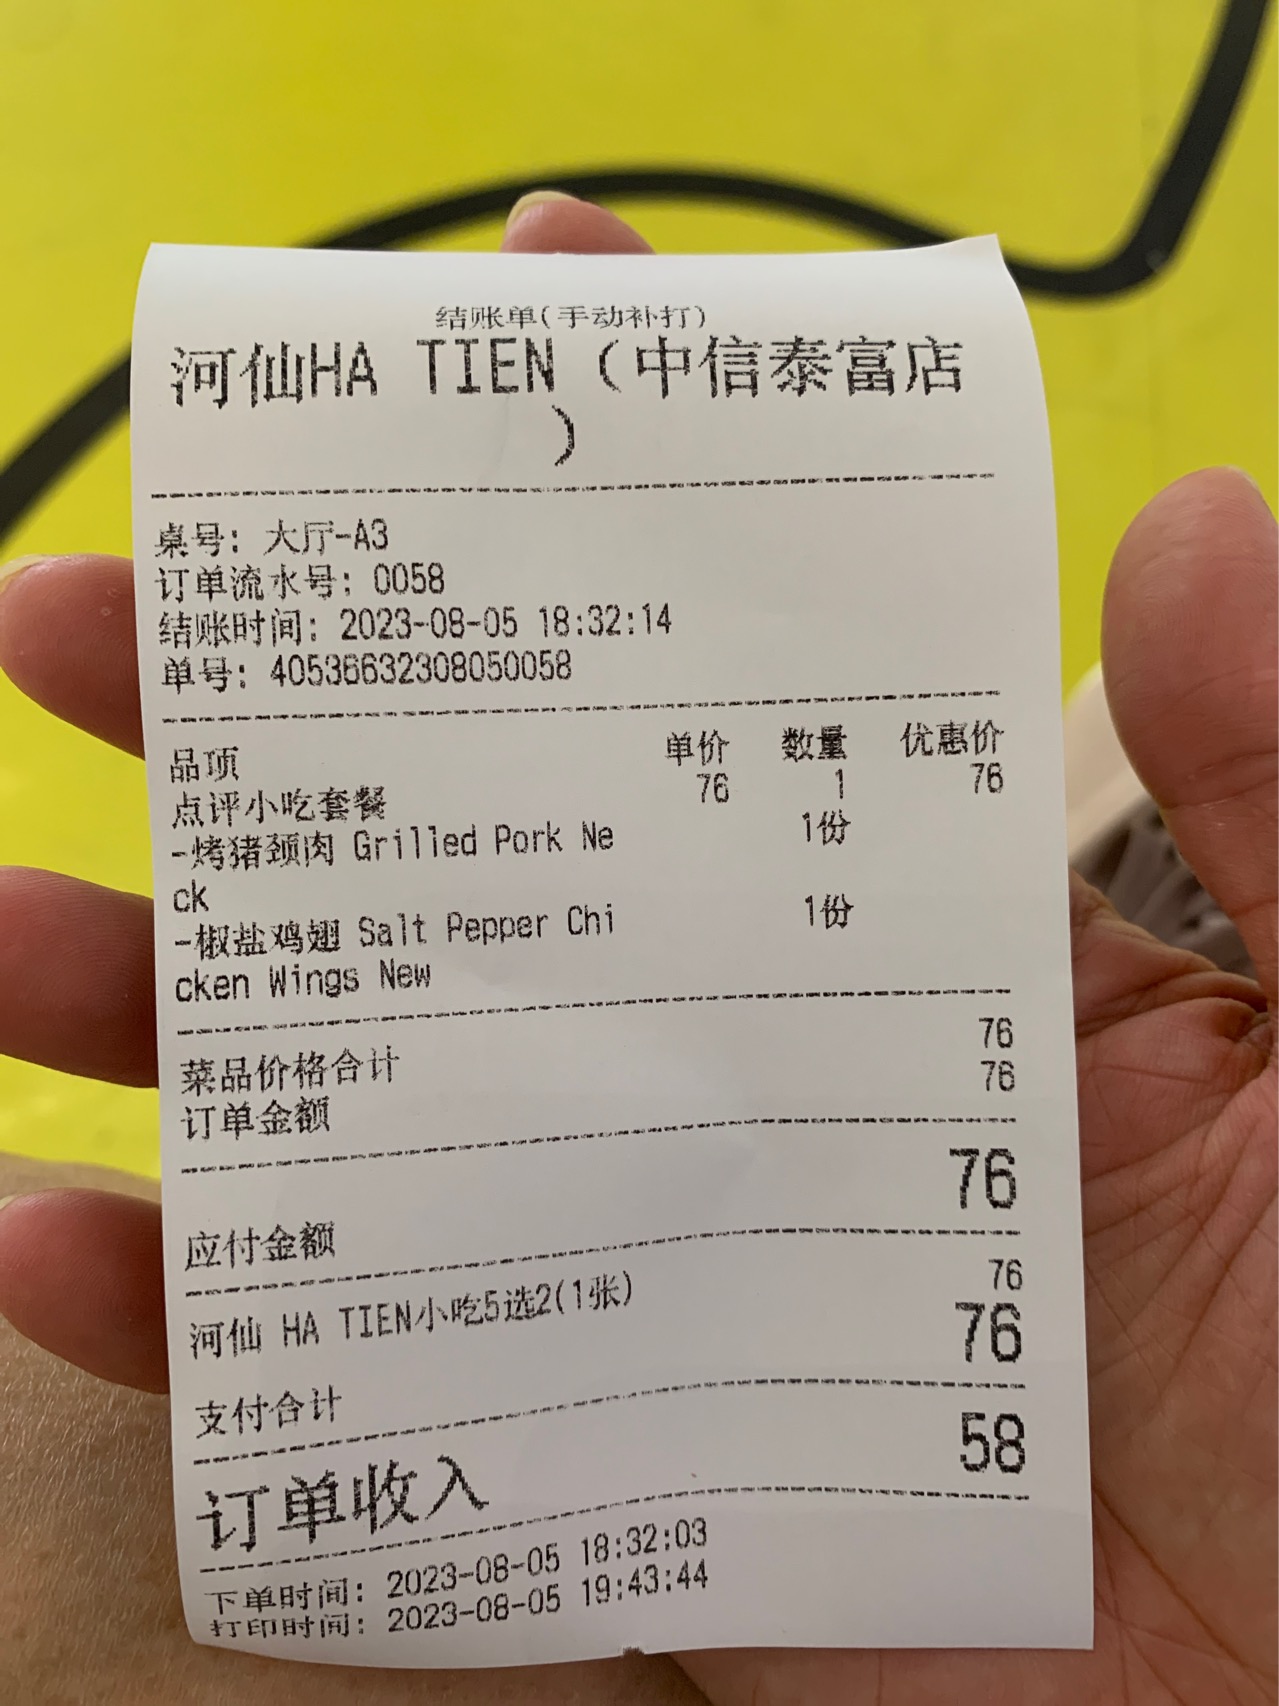 结账单(手动补打)
河仙HA TIEN（中信泰富店
）
桌号: 大厅-A3
订单流水号: 0058
结账时间: 2023-08-05 18:32:14
单号: 40536632308050058
品项 单价 数量 优惠价
点评小吃套餐 76 1 76
-烤猪颈肉 Grilled Pork Ne 1份
ck
-椒盐鸡翅 Salt Pepper Chi 1份
cken Wings New
菜品价格合计 76
订单金额 76
应付金额 76
河仙 HA TIEN小吃5选2(1张) 76
支付合计 76
订单收入 58
下单时间: 2023-08-05 18:32:03
打印时间: 2023-08-05 19:43:44